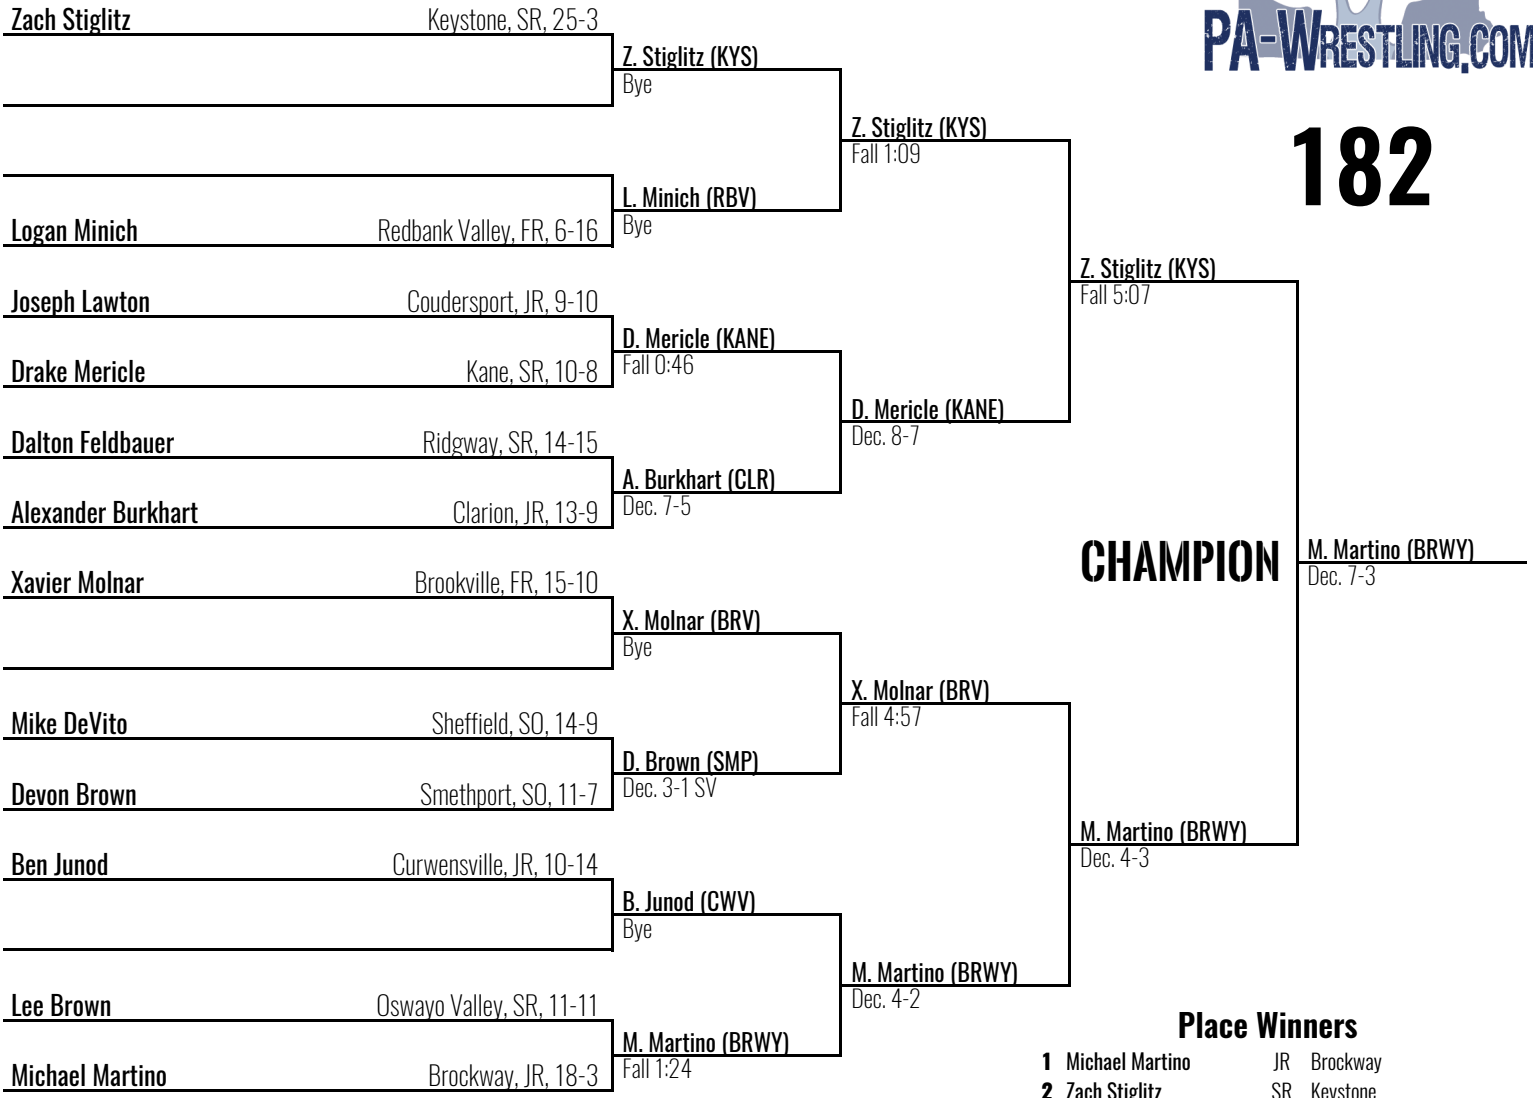 Zach Stiglitz Keystone, SR, 25-3
PA-WRESTLING.COM
Z. Stiglitz (KYS)
Bye
182
Z. Stiglitz (KYS)
Fall 1:09
L. Minich (RBV)
Bye
Logan Minich Redbank Valley, FR, 6-16
Z. Stiglitz (KYS)
Fall 5:07
Joseph Lawton Coudersport, JR, 9-10
D. Mericle (KANE)
Fall 0:46
Drake Mericle Kane, SR, 10-8
D. Mericle (KANE)
Dec. 8-7
Dalton Feldbauer Ridgway, SR, 14-15
A. Burkhart (CLR)
Dec. 7-5
Alexander Burkhart Clarion, JR, 13-9
CHAMPION
M. Martino (BRWY)
Dec. 7-3
Xavier Molnar Brookville, FR, 15-10
X. Molnar (BRV)
Bye
X. Molnar (BRV)
Fall 4:57
Mike DeVito Sheffield, SO, 14-9
D. Brown (SMP)
Dec. 3-1 SV
Devon Brown Smethport, SO, 11-7
M. Martino (BRWY)
Dec. 4-3
Ben Junod Curwensville, JR, 10-14
B. Junod (CWV)
Bye
M. Martino (BRWY)
Dec. 4-2
Lee Brown Oswayo Valley, SR, 11-11
M. Martino (BRWY)
Fall 1:24
Michael Martino Brockway, JR, 18-3
Place Winners
1 Michael Martino JR Brockway
2 Zach Stiglitz SR Keystone